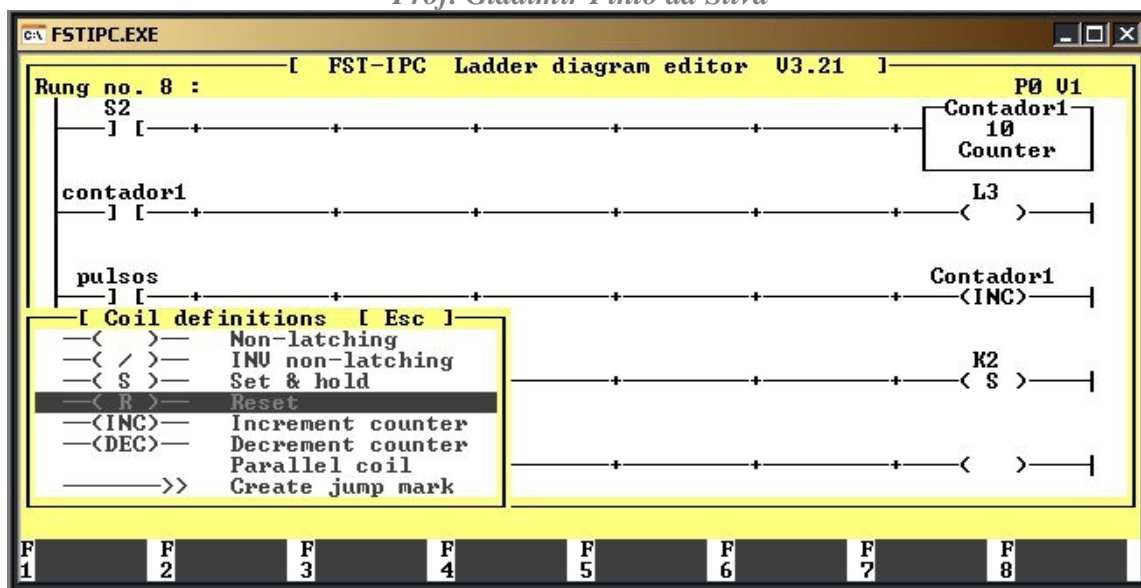 Prof. Gladimir Pinto da Silva
C:\ FSTIPC.EXE
[ FST-IPC Ladder diagram editor V3.21 ]
Rung no. 8 : P0 V1
S2 Contador1
] [ 10
Counter
contador1 L3
] [ ( )
pulsos Contador1
] [ (INC)
[ Coil definitions [ Esc ]
( ) Non-latching
( / ) INV non-latching K2
( S ) Set & hold ( S )
( R ) Reset
(INC) Increment counter
(DEC) Decrement counter
Parallel coil ( )
>> Create jump mark
F F F F F F F F
1 2 3 4 5 6 7 8